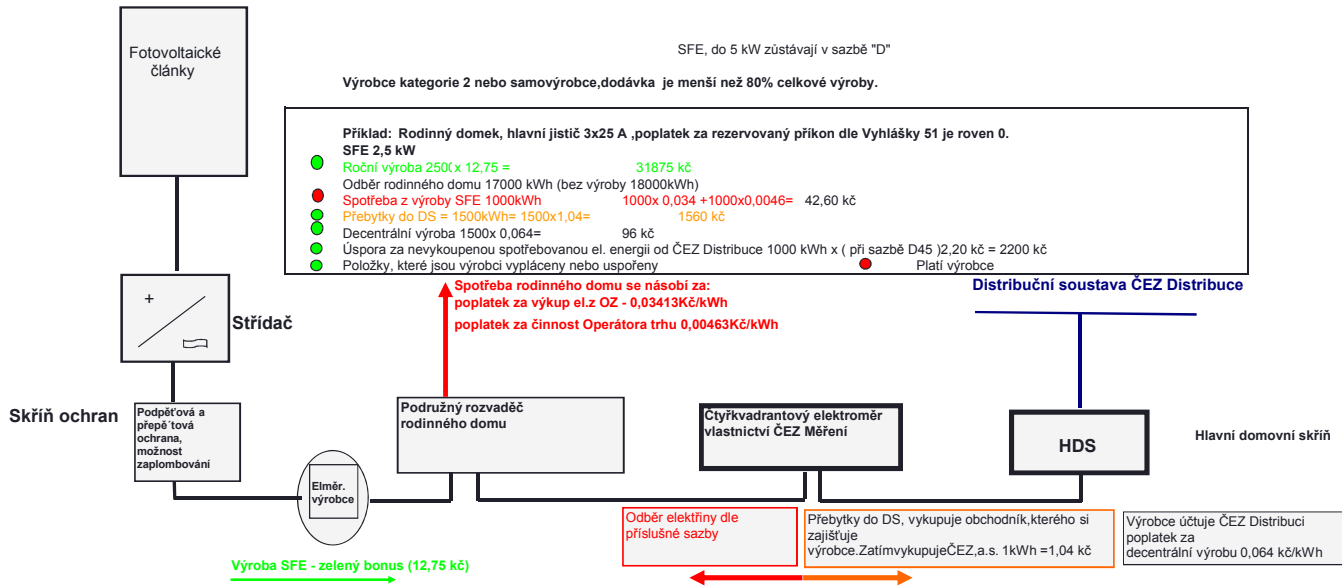 Fotovoltaické
články
SFE, do 5 kW zústávají v sazbě "D"
Výrobce kategorie 2 nebo samovýrobce,dodávka je menší než 80% celkové výroby.
Příklad: Rodinný domek, hlavní jistič 3x25 A ,poplatek za rezervovaný příkon dle Vyhlášky 51 je roven 0.
SFE 2,5 kW
Roční výroba 2500 x 12,75 = 31875 kč
Odběr rodinného domu 17000 kWh (bez výroby 18000kWh)
Spotřeba z výroby SFE 1000kWh 1000x 0,034 +1000x0,0046= 42,60 kč
Přebytky do DS = 1500kWh= 1500x1,04= 1560 kč
Decentrální výroba 1500x 0,064= 96 kč
Úspora za nevykoupenou spotřebovanou el. energii od ČEZ Distribuce 1000 kWh x ( při sazbě D45 )2,20 kč = 2200 kč
Položky, které jsou výrobci vypláceny nebo uspořeny Platí výrobce
Spotřeba rodinného domu se násobí za:
poplatek za výkup el.z OZ - 0,03413Kč/kWh
poplatek za činnost Operátora trhu 0,00463Kč/kWh
Distribuční soustava ČEZ Distribuce
+
Střídač
Skříň ochran
Podpěťová a
přepě´tová
ochrana,
možnost
zaplombování
Elměr.
výrobce
Podružný rozvaděč
rodinného domu
Čtyřkvadrantový elektroměr
vlastnictví ČEZ Měření
HDS
Hlavní domovní skříň
Odběr elektřiny dle
příslušné sazby
Přebytky do DS, vykupuje obchodník,kterého si
zajišťuje
výrobce.ZatímvykupujeČEZ,a.s. 1kWh =1,04 kč
Výrobce účtuje ČEZ Distribuci
poplatek za
decentrální výrobu 0,064 kč/kWh
Výroba SFE - zelený bonus (12,75 kč)